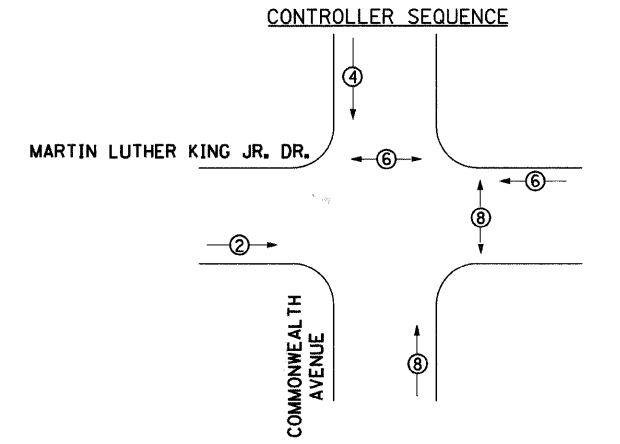 CONTROLLER SEQUENCE
4
MARTIN LUTHER KING JR. DR.
6
6
8
2
COMMONWEALTH
AVENUE
8